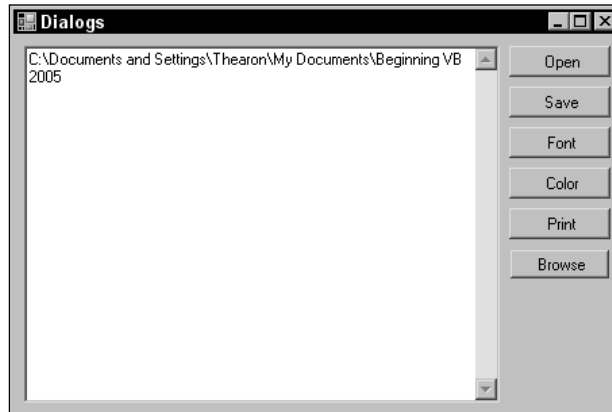 Dialogs
C:\Documents and Settings\Thearon\My Documents\Beginning VB
2005
Open
Save
Font
Color
Print
Browse